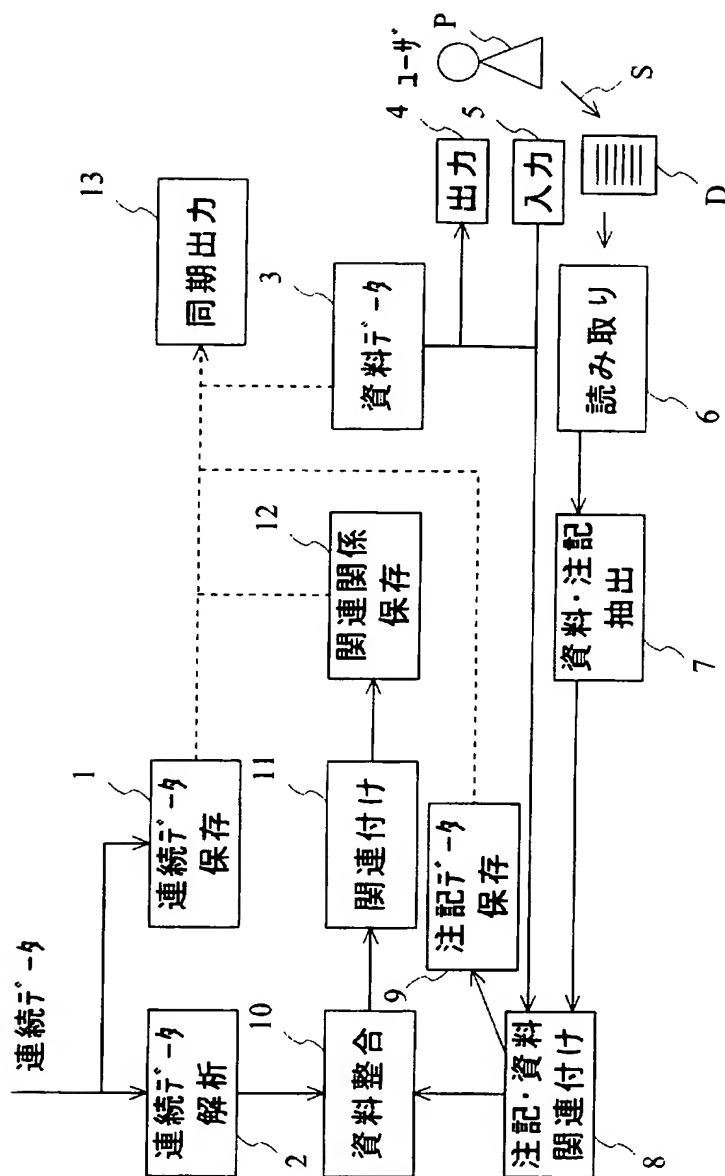 連続データ
連続データ
保存
1
連続データ
解析
2
同期出力
13
資料データ
3
出力
4
入力
5
ユーザ
P
S
D
読み取り
6
資料・注記
抽出
7
注記・資料
関連付け
8
注記データ
保存
9
資料整合
10
関連付け
11
関連関係
保存
12